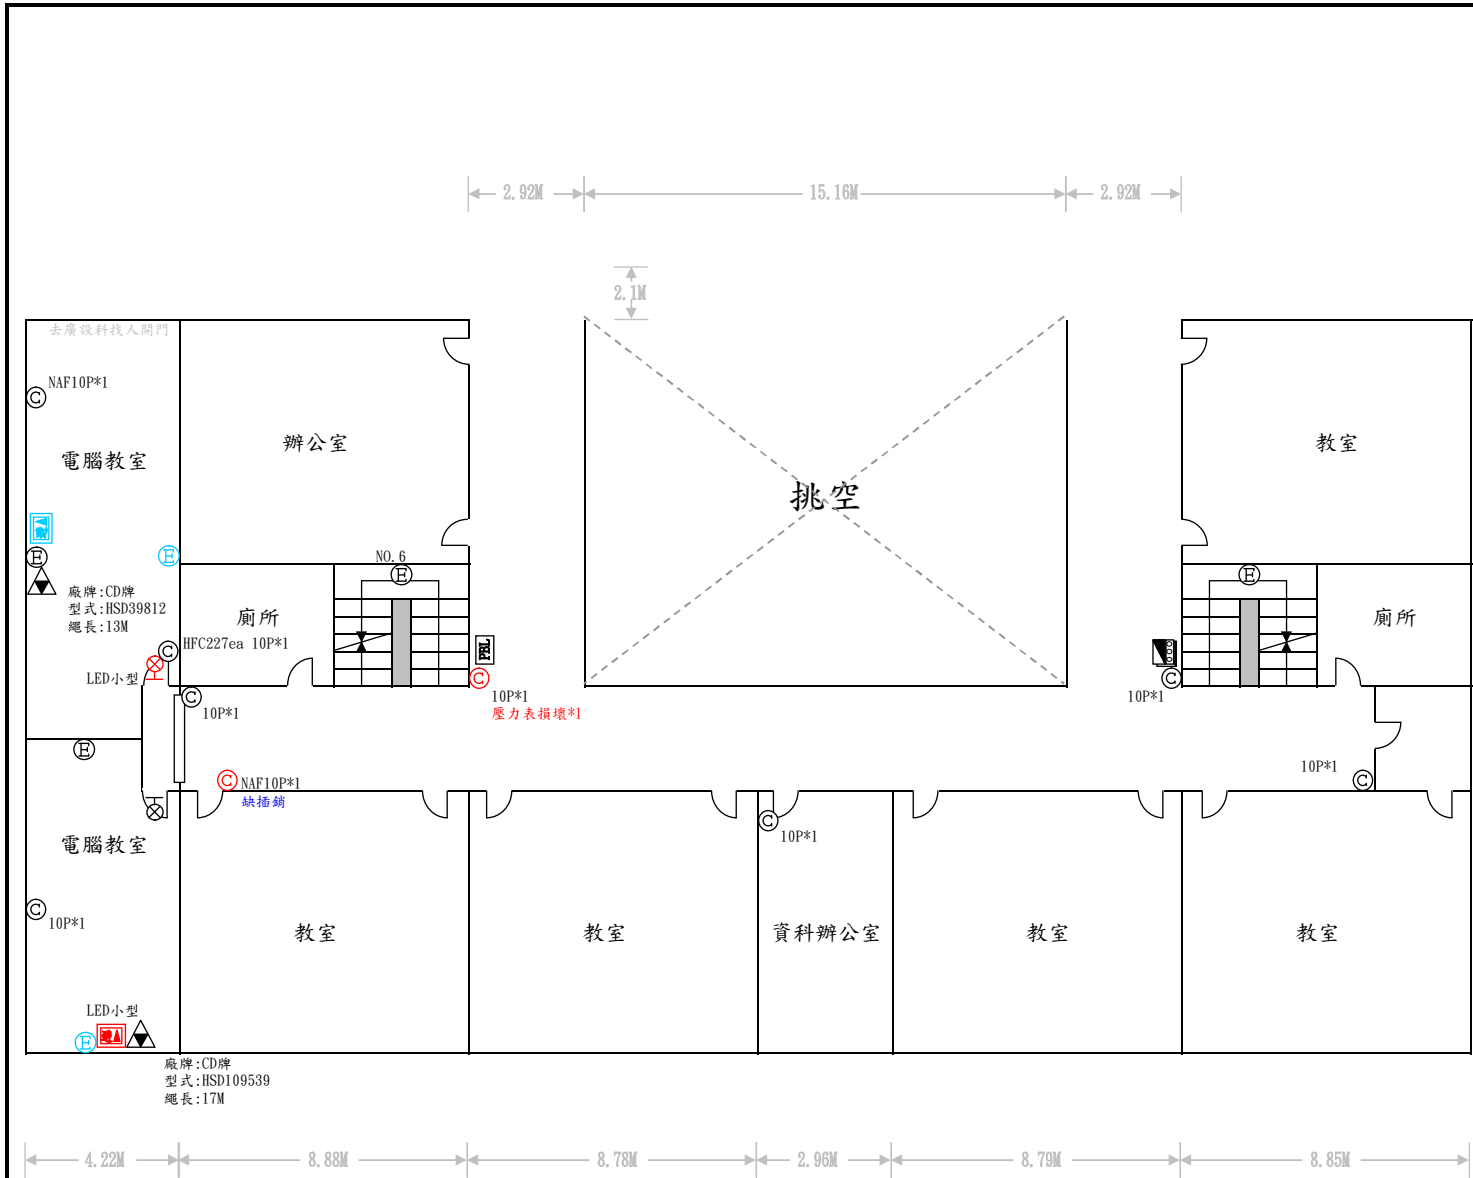 2.92M
15.16M
2.92M
2.1M
去廣設科找人開門
NAF10P*1
C
電腦教室
辦公室
挑空
教室
E
E
NO.6
E
E
廠牌:CD牌
型式:HSD39812
繩長:13M
廁所
廁所
HFC227ea 10P*1
C
PBL
LED小型
C
10P*1
C
10P*1
壓力表損壞*1
C
10P*1
E
C
NAF10P*1
缺插銷
10P*1
C
C
10P*1
電腦教室
C
10P*1
教室
教室
資科辦公室
教室
教室
LED小型
E
廠牌:CD牌
型式:HSD109539
繩長:17M
4.22M
8.88M
8.78M
2.96M
8.79M
8.85M